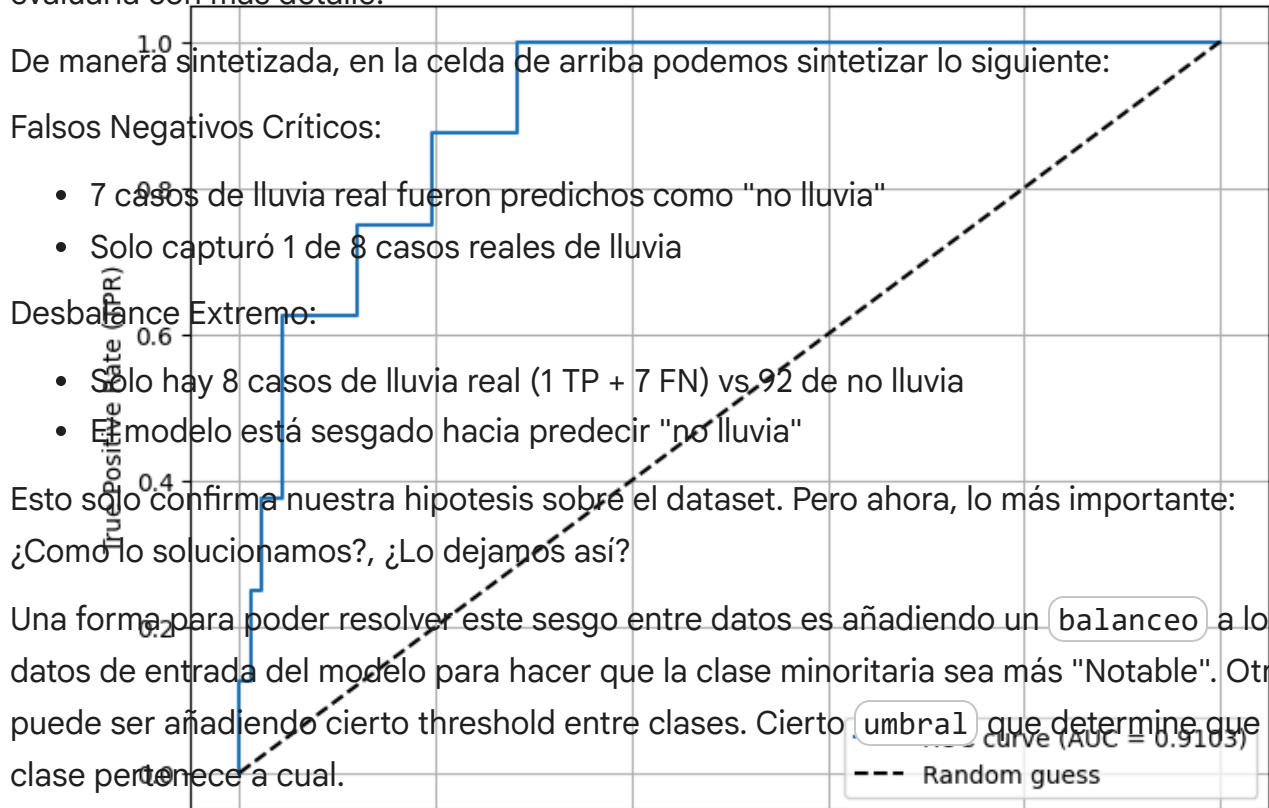 evaluaría con más detalle.
De manera sintetizada, en la celda de arriba podemos sintetizar lo siguiente:
Falsos Negativos Críticos:
• 7 casos de lluvia real fueron predichos como "no lluvia"
• Solo capturó 1 de 8 casos reales de lluvia
Desbalance Extremo:
• Solo hay 8 casos de lluvia real (1 TP + 7 FN) vs 92 de no lluvia
• El modelo está sesgado hacia predecir "no lluvia"
Esto solo confirma nuestra hipotesis sobre el dataset. Pero ahora, lo más importante:
¿Como lo solucionamos?, ¿Lo dejamos así?
Una forma para poder resolver este sesgo entre datos es añadiendo un balanceo a lo
datos de entrada del modelo para hacer que la clase minoritaria sea más "Notable". Otr
puede ser añadiendo cierto threshold entre clases. Cierto umbral que determine que
clase pertenece a cual.
True Positive Rate (TPR)
1.0
0.8
0.6
0.4
0.2
0.0
curve (AUC = 0.9103)
Random guess